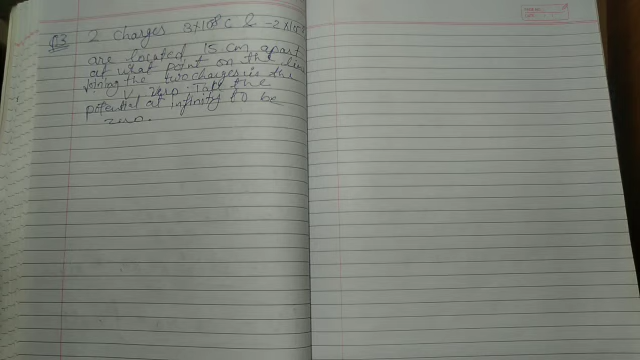 Q3 2 charges 3×10⁻⁸ C & -2×10⁻⁸
are located 15 cm apart
at what point on the line
joining the two charges is the
V zero. Take the
potential at infinity to be
zero.